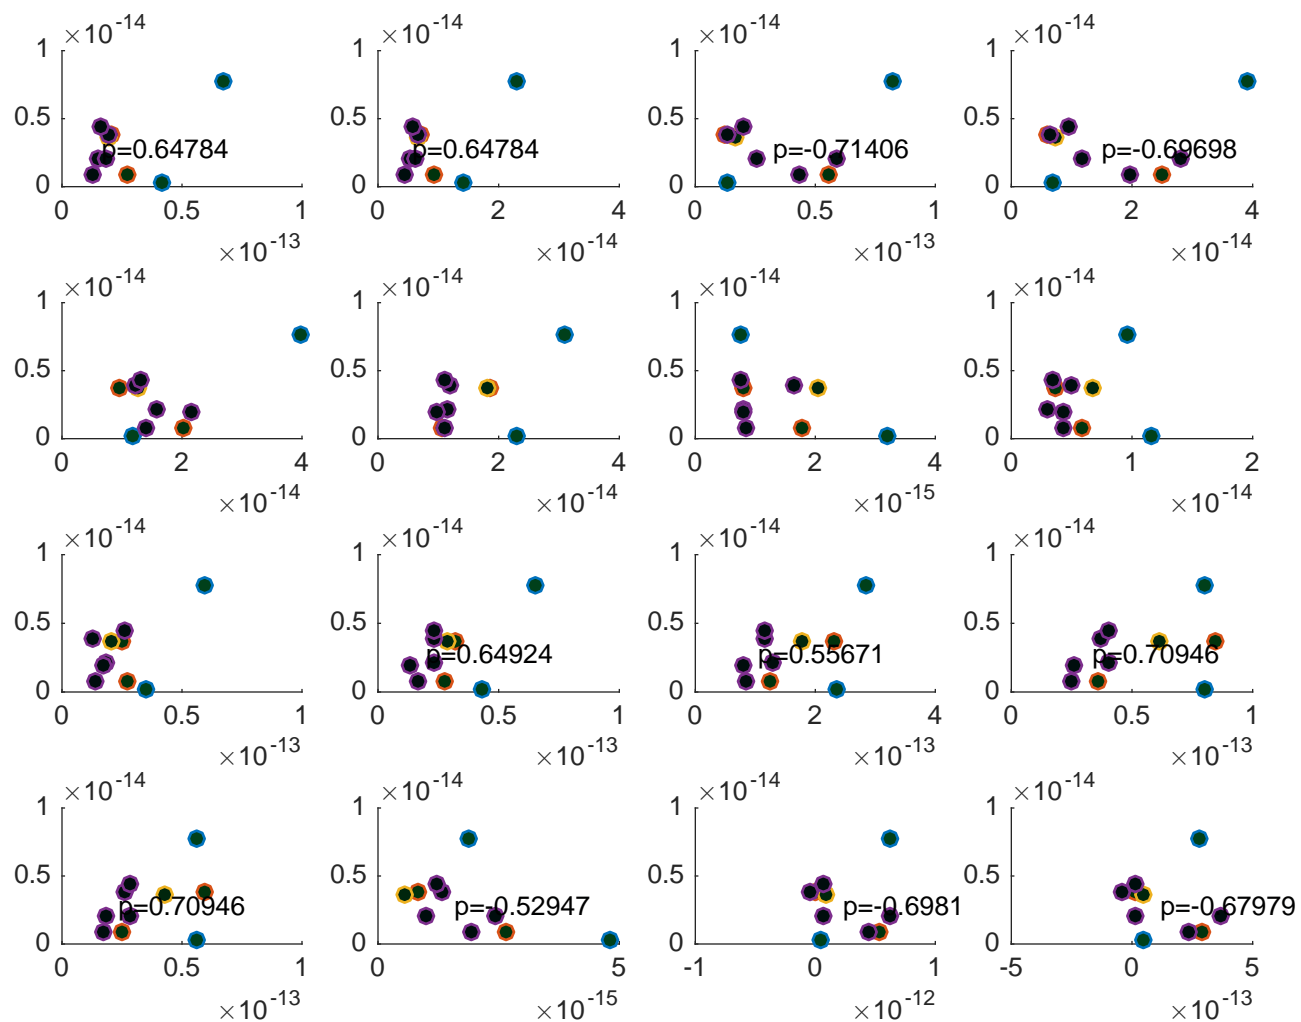 ×10-14 ×10-14 ×10-14 ×10-14
1 1 1 1
0.5 0.5 0.5 0.5
p=0.64784 p=0.64784 p=-0.71406 p=-0.69698
0 0 0 0
0 0.5 1 0 2 4 0 0.5 1 0 2 4
×10-13 ×10-14 ×10-13 ×10-14
×10-14 ×10-14 ×10-14 ×10-14
1 1 1 1
0.5 0.5 0.5 0.5
0 0 0 0
0 2 4 0 2 4 0 2 4 0 1 2
×10-14 ×10-14 ×10-15 ×10-14
×10-14 ×10-14 ×10-14 ×10-14
1 1 1 1
0.5 0.5 0.5 0.5
p=0.64924 p=0.55671 p=0.70946
0 0 0 0
0 0.5 1 0 0.5 1 0 2 4 0 0.5 1
×10-13 ×10-13 ×10-13 ×10-13
×10-14 ×10-14 ×10-14 ×10-14
1 1 1 1
0.5 0.5 0.5 0.5
p=0.70946 p=-0.52947 p=-0.6981 p=-0.67979
0 0 0 0
0 0.5 1 0 5 -1 0 1 -5 0 5
×10-13 ×10-15 ×10-12 ×10-13